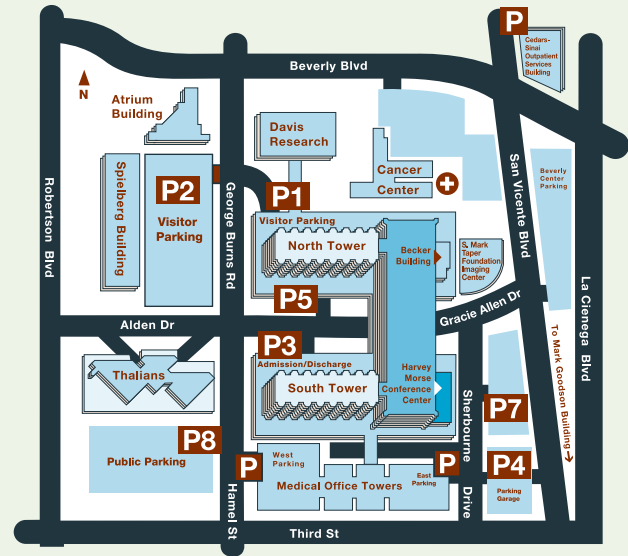 P
Cedars-
Sinai
Outpatient
Services
Building
Beverly Blvd
N
Atrium
Building
Davis
Research
Cancer
Center
Spielberg Building
P2
Visitor
Parking
P1
Visitor Parking
North Tower
Becker
Building
S. Mark
Taper
Foundation
Imaging
Center
Beverly
Center
Parking
Robertson Blvd
George Burns Rd
San Vicente Blvd
La Cienega Blvd
P5
Gracie Allen Dr
Alden Dr
P3
Admission/Discharge
South Tower
Harvey
Morse
Conference
Center
Thalians
To Mark Goodson Building
P7
Sherbourne Drive
P8
Public Parking
P
West
Parking
Medical Office Towers
East
Parking
P
P4
Parking
Garage
Hamel St
Third St